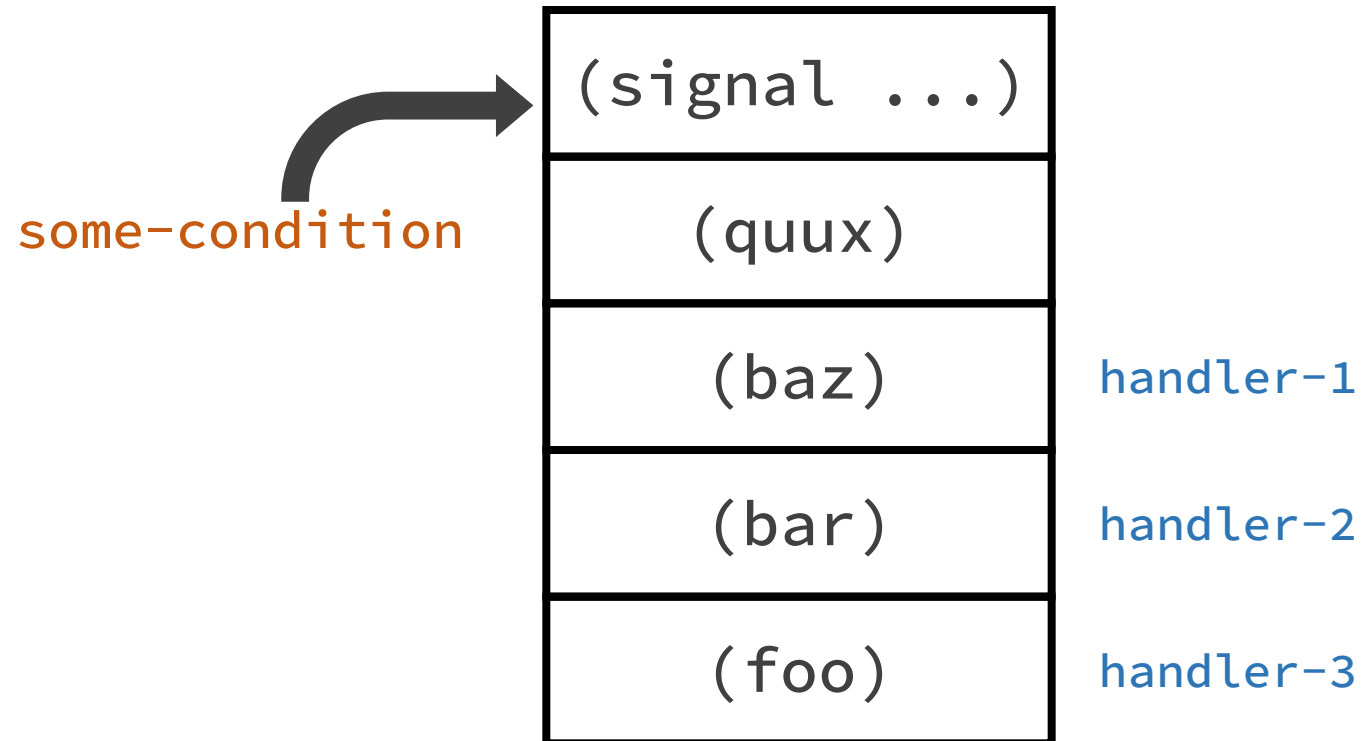 (signal ...)
some-condition
(quux)
(baz)
handler-1
(bar)
handler-2
(foo)
handler-3